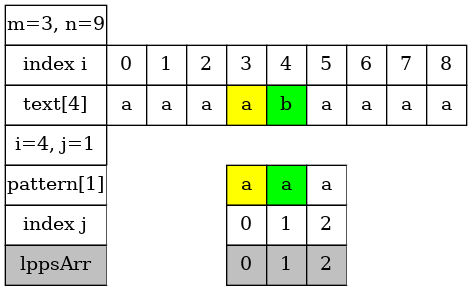 m=3, n=9
index i 0 1 2 3 4 5 6 7 8
text[4] a a a a b a a a a
i=4, j=1
pattern[1] a a a
index j 0 1 2
lppsArr 0 1 2